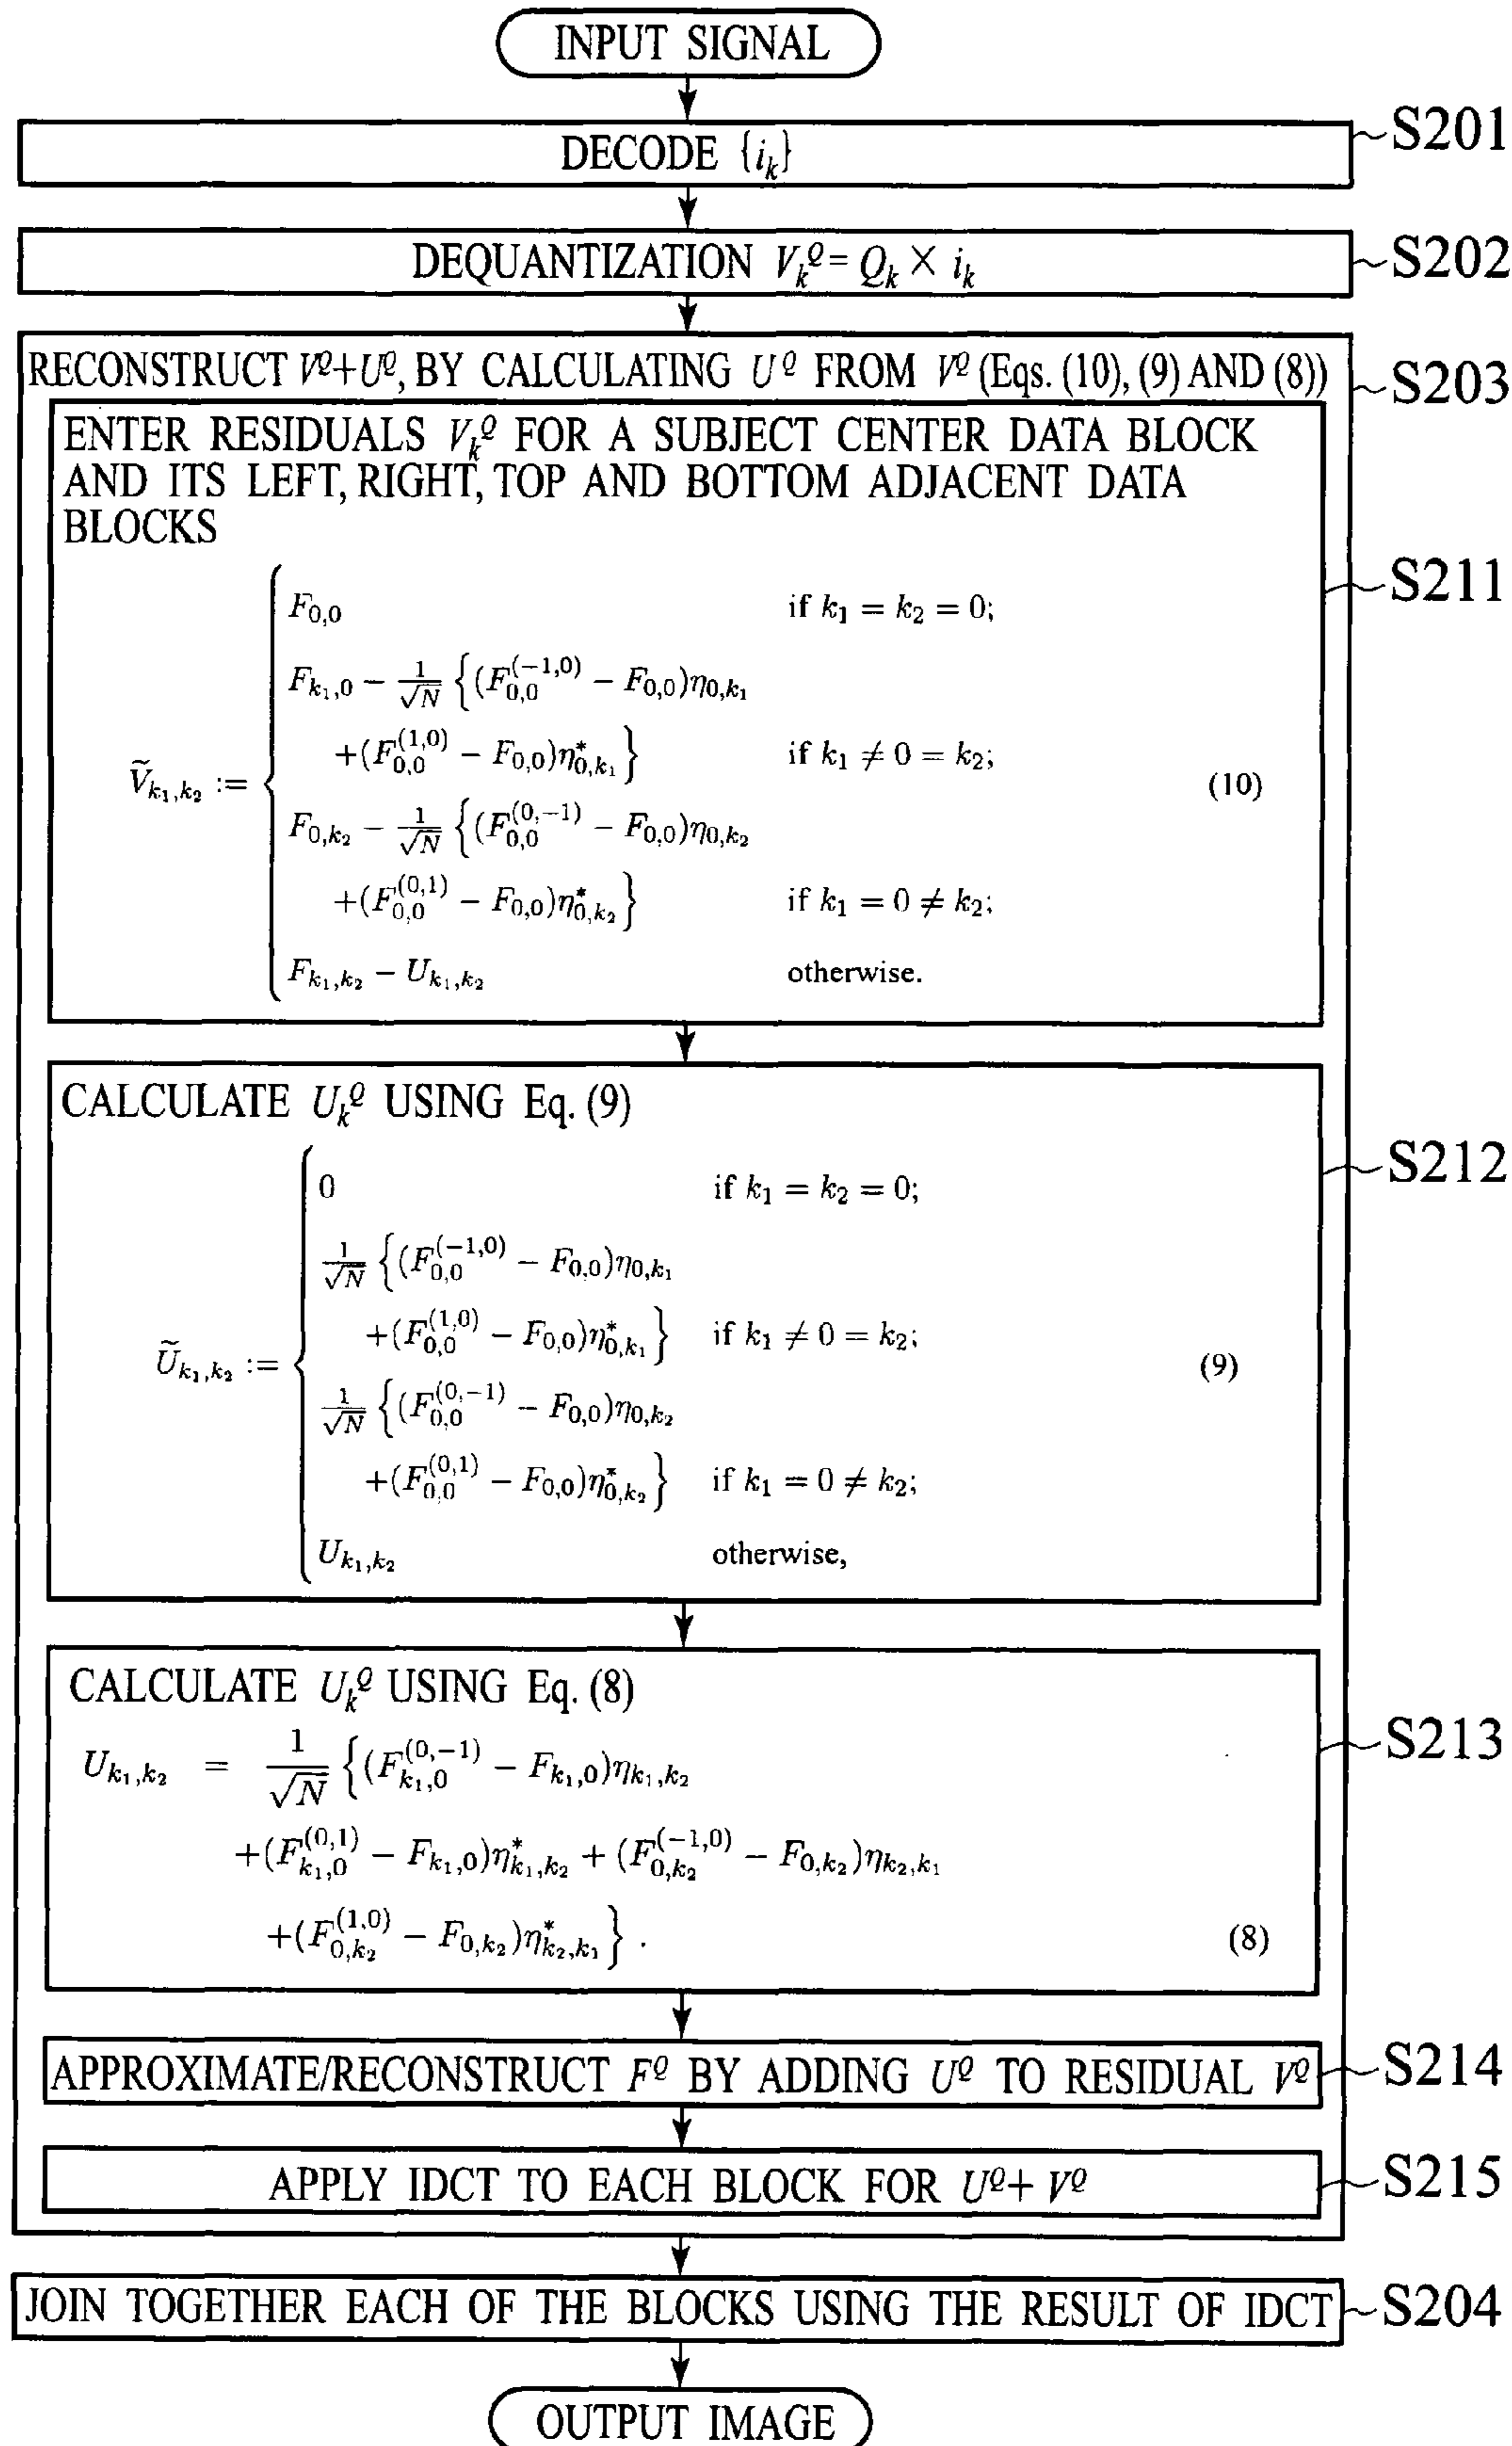 INPUT SIGNAL
DECODE {i_k} S201
DEQUANTIZATION V_k^Q = Q_k × i_k S202
RECONSTRUCT V^Q+U^Q, BY CALCULATING U^Q FROM V^Q (Eqs. (10), (9) AND (8)) S203
ENTER RESIDUALS V_k^Q FOR A SUBJECT CENTER DATA BLOCK
AND ITS LEFT, RIGHT, TOP AND BOTTOM ADJACENT DATA
BLOCKS
S211
F_{0,0} if k_1 = k_2 = 0;
F_{k_1,0} − \frac{1}{\sqrt{N}} {(F_{0,0}^{(−1,0)} − F_{0,0})η_{0,k_1}
+(F_{0,0}^{(1,0)} − F_{0,0})η^*_{0,k_1}} if k_1 ≠ 0 = k_2;
\widetilde{V}_{k_1,k_2} := { (10)
F_{0,k_2} − \frac{1}{\sqrt{N}} {(F_{0,0}^{(0,−1)} − F_{0,0})η_{0,k_2}
+(F_{0,0}^{(0,1)} − F_{0,0})η^*_{0,k_2}} if k_1 = 0 ≠ k_2;
F_{k_1,k_2} − U_{k_1,k_2} otherwise.
CALCULATE U_k^Q USING Eq. (9)
S212
0 if k_1 = k_2 = 0;
\frac{1}{\sqrt{N}} {(F_{0,0}^{(−1,0)} − F_{0,0})η_{0,k_1}
+(F_{0,0}^{(1,0)} − F_{0,0})η^*_{0,k_1}} if k_1 ≠ 0 = k_2;
\widetilde{U}_{k_1,k_2} := { (9)
\frac{1}{\sqrt{N}} {(F_{0,0}^{(0,−1)} − F_{0,0})η_{0,k_2}
+(F_{0,0}^{(0,1)} − F_{0,0})η^*_{0,k_2}} if k_1 = 0 ≠ k_2;
U_{k_1,k_2} otherwise,
CALCULATE U_k^Q USING Eq. (8)
S213
U_{k_1,k_2} = \frac{1}{\sqrt{N}} {(F_{k_1,0}^{(0,−1)} − F_{k_1,0})η_{k_1,k_2}
+(F_{k_1,0}^{(0,1)} − F_{k_1,0})η^*_{k_1,k_2} + (F_{0,k_2}^{(−1,0)} − F_{0,k_2})η_{k_2,k_1}
+(F_{0,k_2}^{(1,0)} − F_{0,k_2})η^*_{k_2,k_1}} . (8)
APPROXIMATE/RECONSTRUCT F^Q BY ADDING U^Q TO RESIDUAL V^Q S214
APPLY IDCT TO EACH BLOCK FOR U^Q+ V^Q S215
JOIN TOGETHER EACH OF THE BLOCKS USING THE RESULT OF IDCT S204
OUTPUT IMAGE